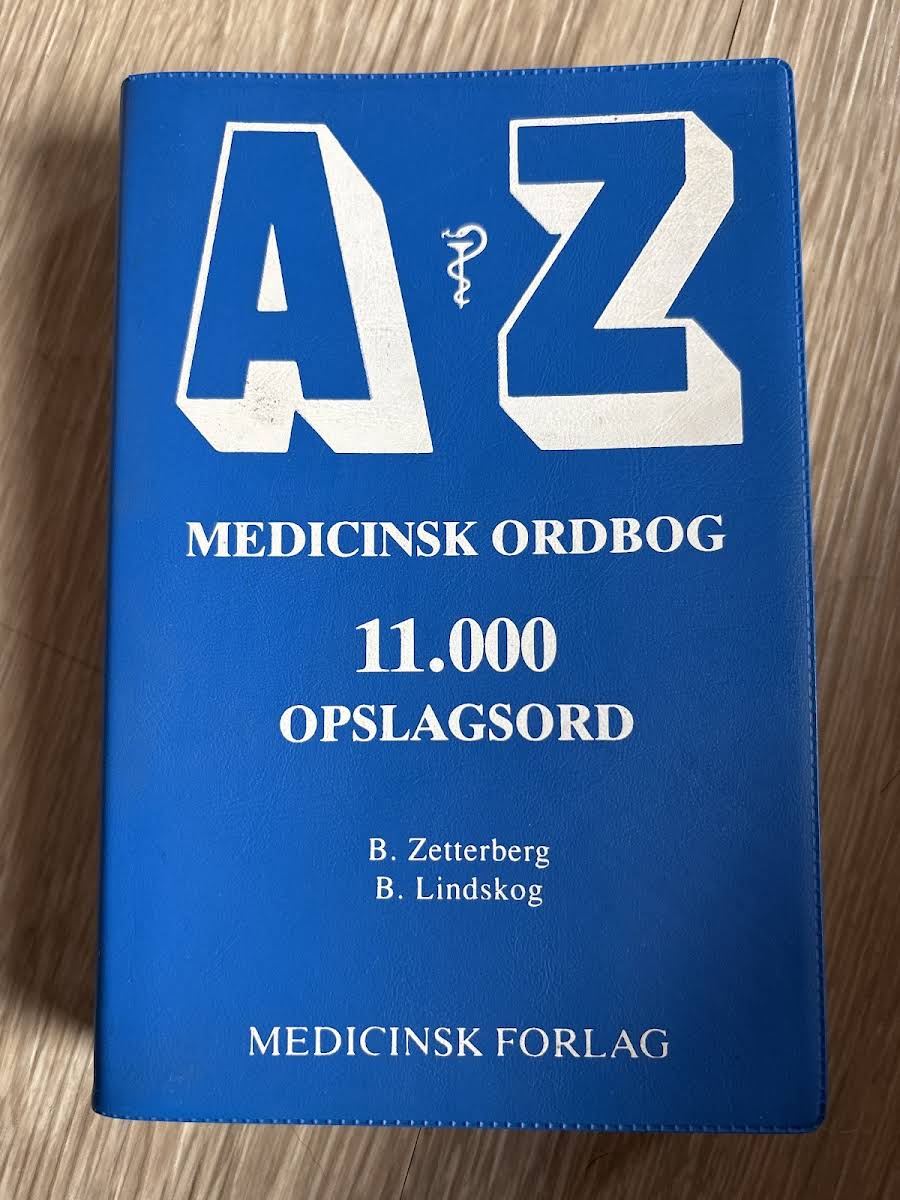 A Z
MEDICINSK ORDBOG
11.000
OPSLAGSORD
B. Zetterberg
B. Lindskog
MEDICINSK FORLAG